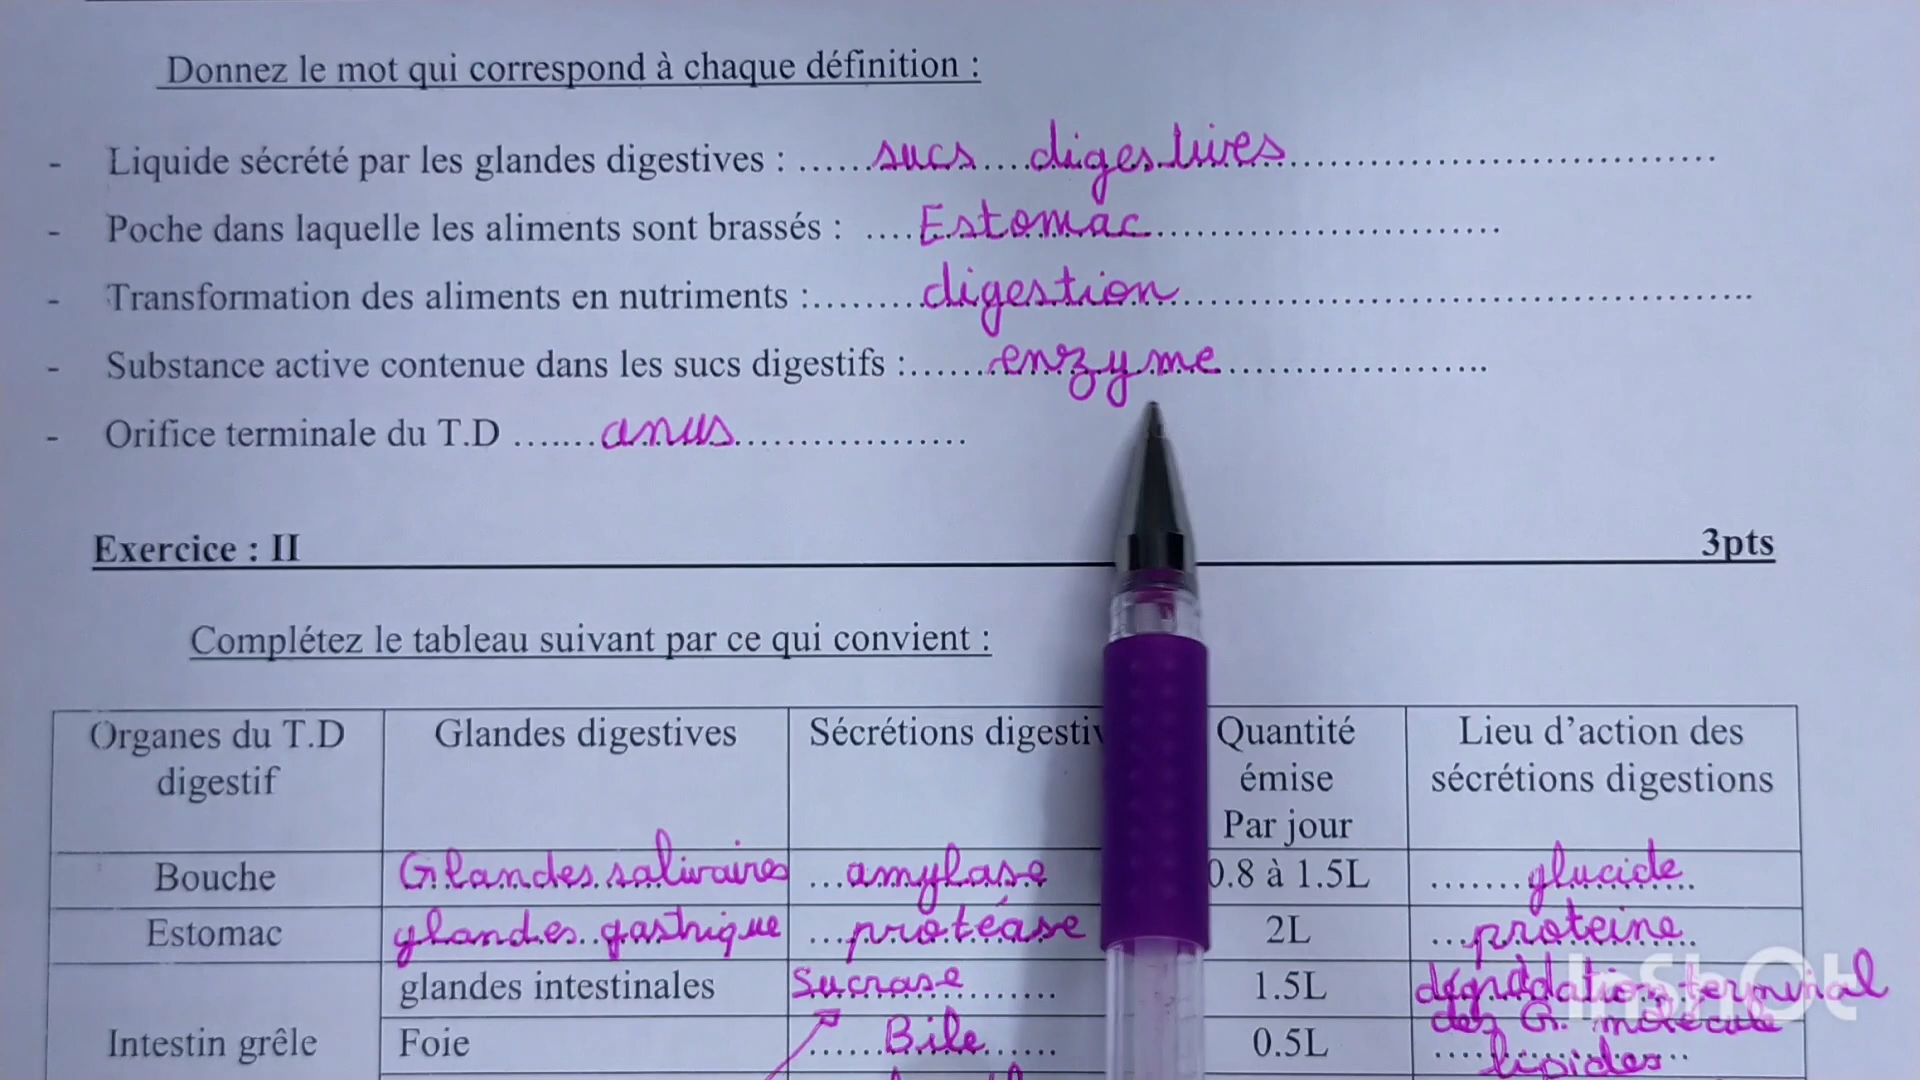 Donnez le mot qui correspond à chaque définition :
- Liquide sécrété par les glandes digestives : ......sucs....digestives..............................
- Poche dans laquelle les aliments sont brassés : ....Estomac..............................
- Transformation des aliments en nutriments :........digestion..............................
- Substance active contenue dans les sucs digestifs :......enzyme.....................
- Orifice terminale du T.D .......anus...................
Exercice : II 3pts
Complétez le tableau suivant par ce qui convient :
Organes du T.D digestif
Glandes digestives
Sécrétions digestiv
Quantité émise Par jour
Lieu d'action des sécrétions digestions
Bouche Glandes salivaires ...amylase 0.8 à 1.5L .......glucide
Estomac glandes gastrique ...protéase 2L ...proteine
Intestin grêle
glandes intestinales Sucrase 1.5L dégradation terminal des G. molécule
Foie ......Bile...... 0.5L lipides
InShOt